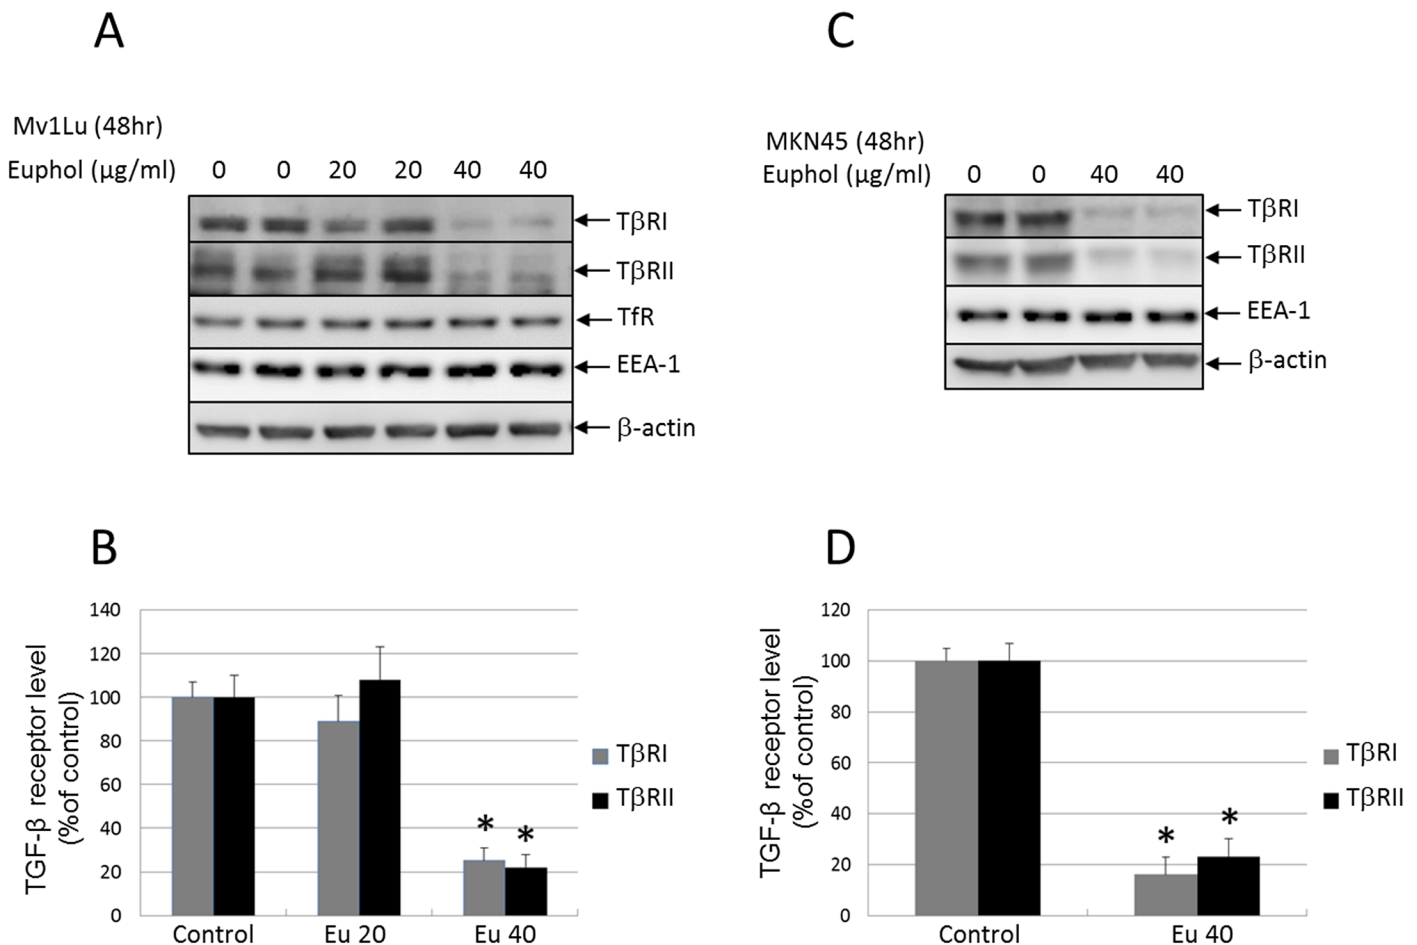 A
Mv1Lu (48hr)
Euphol (μg/ml) 0 0 20 20 40 40
TβRI
TβRII
TfR
EEA-1
β-actin
C
MKN45 (48hr)
Euphol (μg/ml) 0 0 40 40
TβRI
TβRII
EEA-1
β-actin
B
TGF-β receptor level
(%of control)
140
120
100
80
60
40
20
0
* *
Control Eu 20 Eu 40
TβRI
TβRII
D
TGF-β receptor level
(%of control)
120
100
80
60
40
20
0
* *
Control Eu 40
TβRI
TβRII